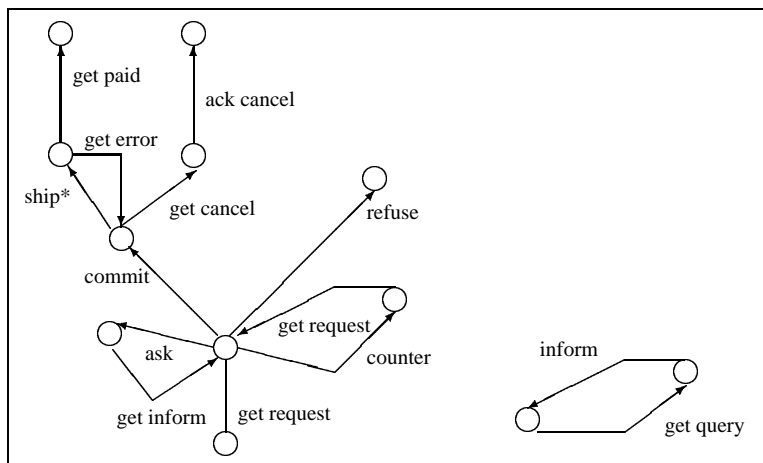 get paid
ack cancel
get error
ship*
get cancel
refuse
commit
get request
ask
counter
inform
get inform
get request
get query